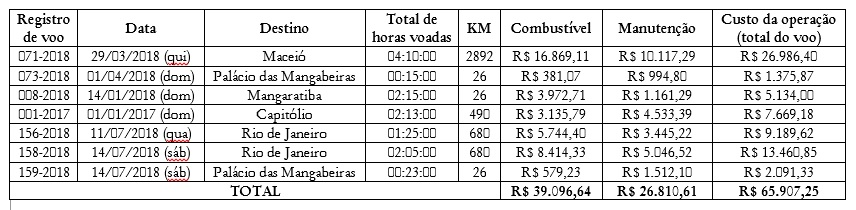 Registro de voo | Data | Destino | Total de horas voadas | KM | Combustível | Manutenção | Custo da operação (total do voo)
071-2018 | 29/03/2018 (qui) | Maceió | 04:10:00 | 2892 | R$ 16.869,11 | R$ 10.117,29 | R$ 26.986,40
073-2018 | 01/04/2018 (dom) | Palácio das Mangabeiras | 00:15:00 | 26 | R$ 381,07 | R$ 994,80 | R$ 1.375,87
008-2018 | 14/01/2018 (dom) | Mangaratiba | 02:15:00 | 26 | R$ 3.972,71 | R$ 1.161,29 | R$ 5.134,00
001-2017 | 01/01/2017 (dom) | Capitólio | 02:13:00 | 490 | R$ 3.135,79 | R$ 4.533,39 | R$ 7.669,18
156-2018 | 11/07/2018 (qua) | Rio de Janeiro | 01:25:00 | 680 | R$ 5.744,40 | R$ 3.445,22 | R$ 9.189,62
158-2018 | 14/07/2018 (sáb) | Rio de Janeiro | 02:05:00 | 680 | R$ 8.414,33 | R$ 5.046,52 | R$ 13.460,85
159-2018 | 14/07/2018 (sáb) | Palácio das Mangabeiras | 00:23:00 | 26 | R$ 579,23 | R$ 1.512,10 | R$ 2.091,33
TOTAL | R$ 39.096,64 | R$ 26.810,61 | R$ 65.907,25